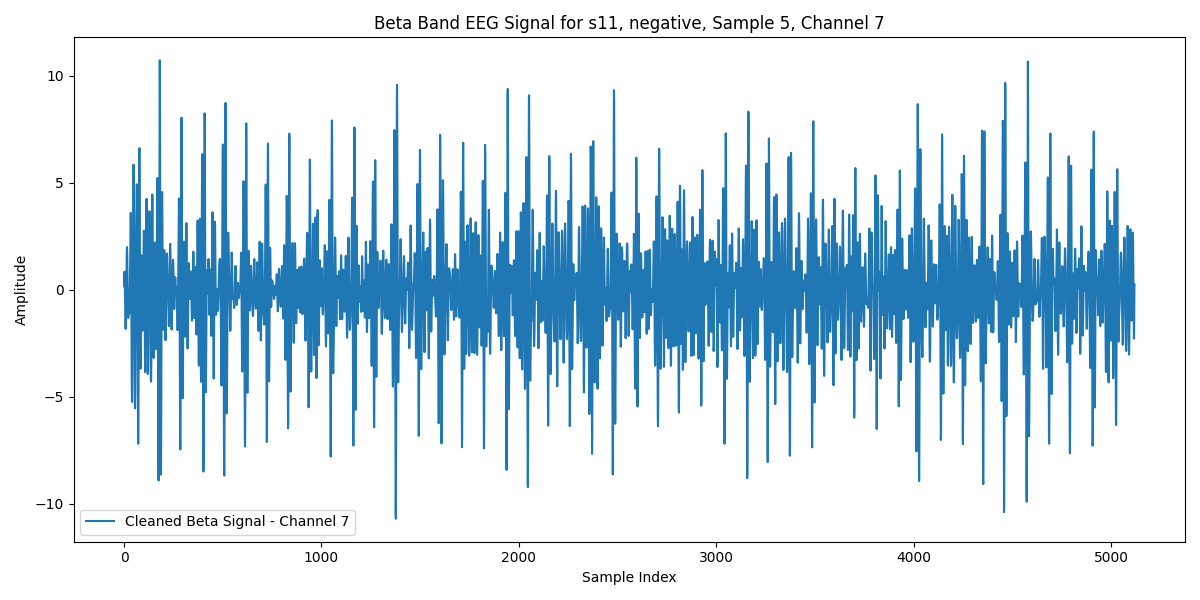 Beta Band EEG Signal for s11, negative, Sample 5, Channel 7
Amplitude
10
5
0
−5
−10
Cleaned Beta Signal - Channel 7
0 1000 2000 3000 4000 5000
Sample Index